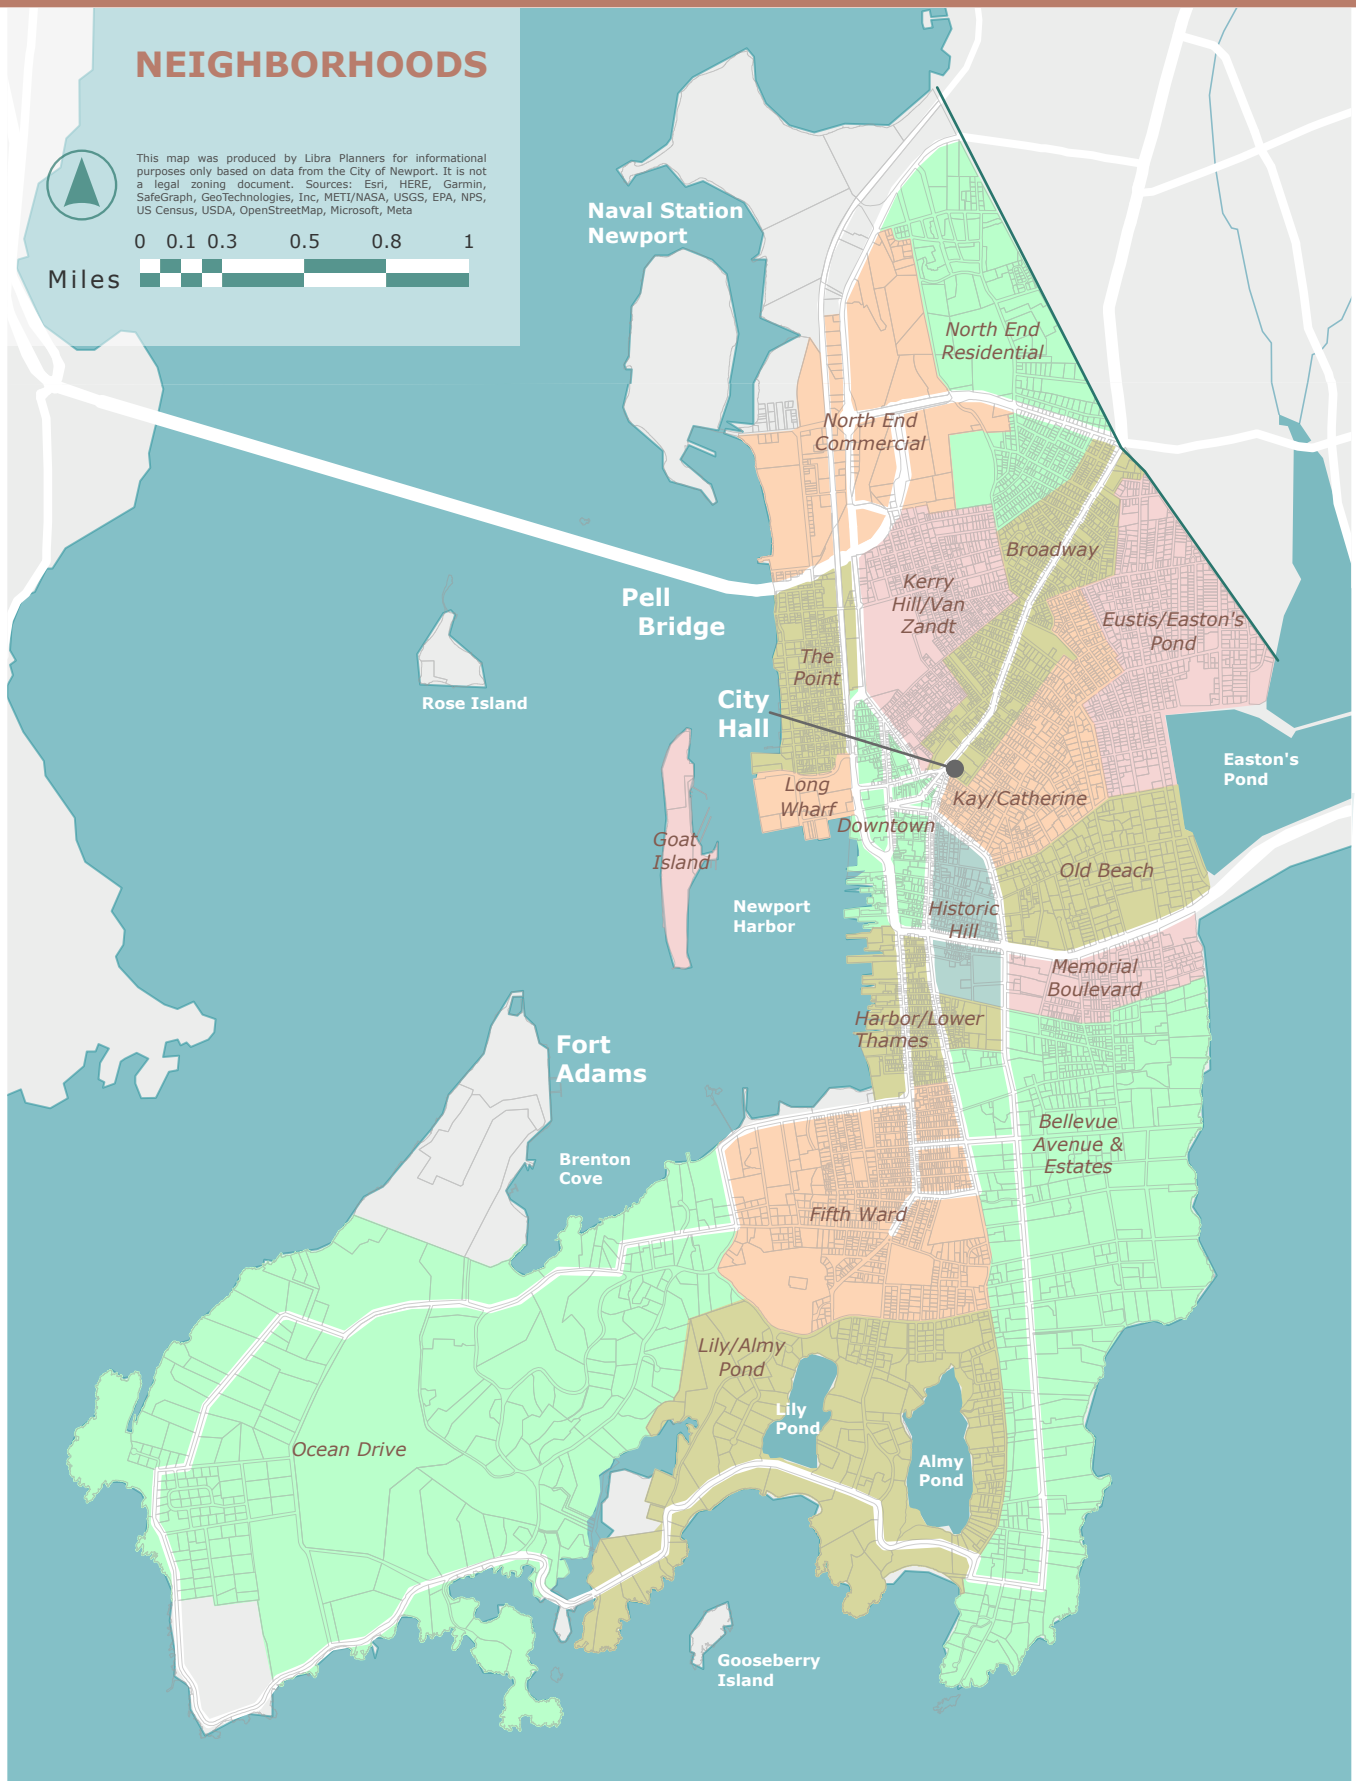 NEIGHBORHOODS
This map was produced by Libra Planners for informational
purposes only based on data from the City of Newport. It is not
a legal zoning document. Sources: Esri, HERE, Garmin,
SafeGraph, GeoTechnologies, Inc, METI/NASA, USGS, EPA, NPS,
US Census, USDA, OpenStreetMap, Microsoft, Meta
0 0.1 0.3 0.5 0.8 1
Miles
Naval Station
Newport
North End
Residential
North End
Commercial
Broadway
Kerry
Hill/Van
Zandt
Pell
Bridge
Eustis/Easton's
Pond
The
Point
City
Hall
Rose Island
Easton's
Pond
Long
Wharf
Kay/Catherine
Downtown
Goat
Island
Old Beach
Newport
Harbor
Historic
Hill
Memorial
Boulevard
Harbor/Lower
Thames
Fort
Adams
Bellevue
Avenue &
Estates
Brenton
Cove
Fifth Ward
Lily/Almy
Pond
Lily
Pond
Ocean Drive
Almy
Pond
Gooseberry
Island